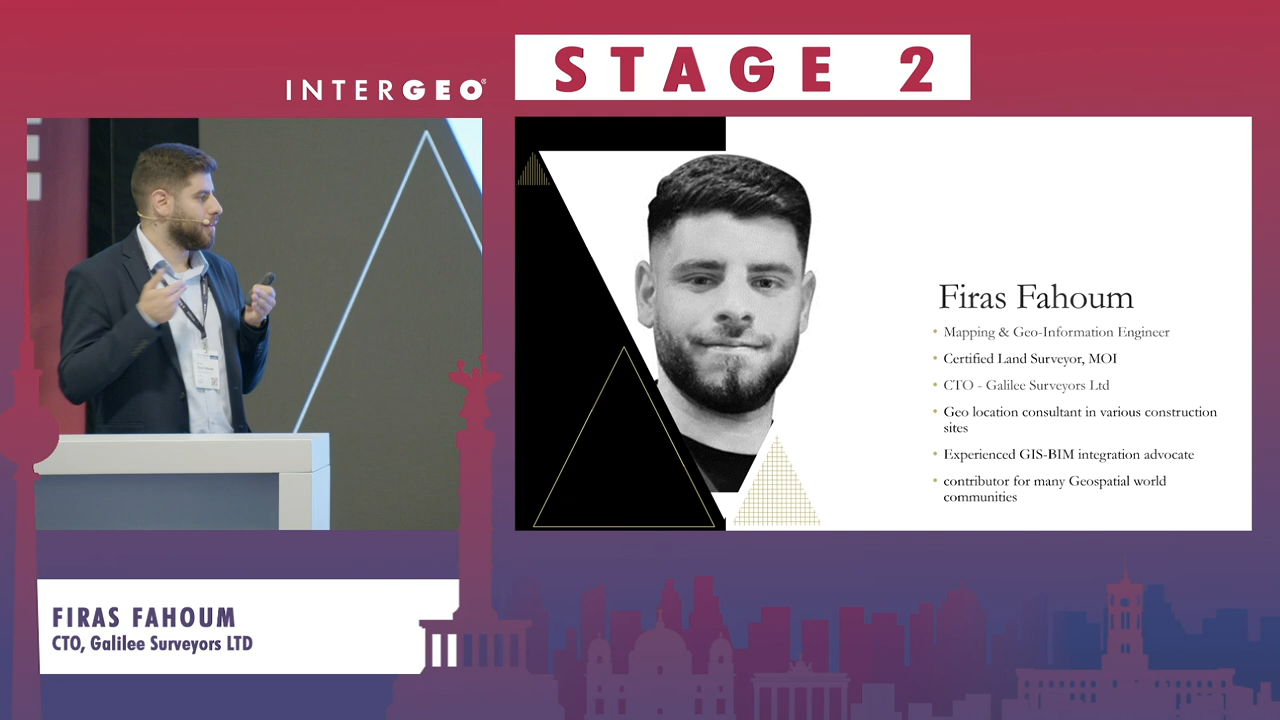 INTERGEO®
STAGE 2
Firas Fahoum
• Mapping & Geo-Information Engineer
• Certified Land Surveyor, MOI
• CTO - Galilee Surveyors Ltd
• Geo location consultant in various construction
sites
• Experienced GIS-BIM integration advocate
• contributor for many Geospatial world
communities
FIRAS FAHOUM
CTO, Galilee Surveyors LTD